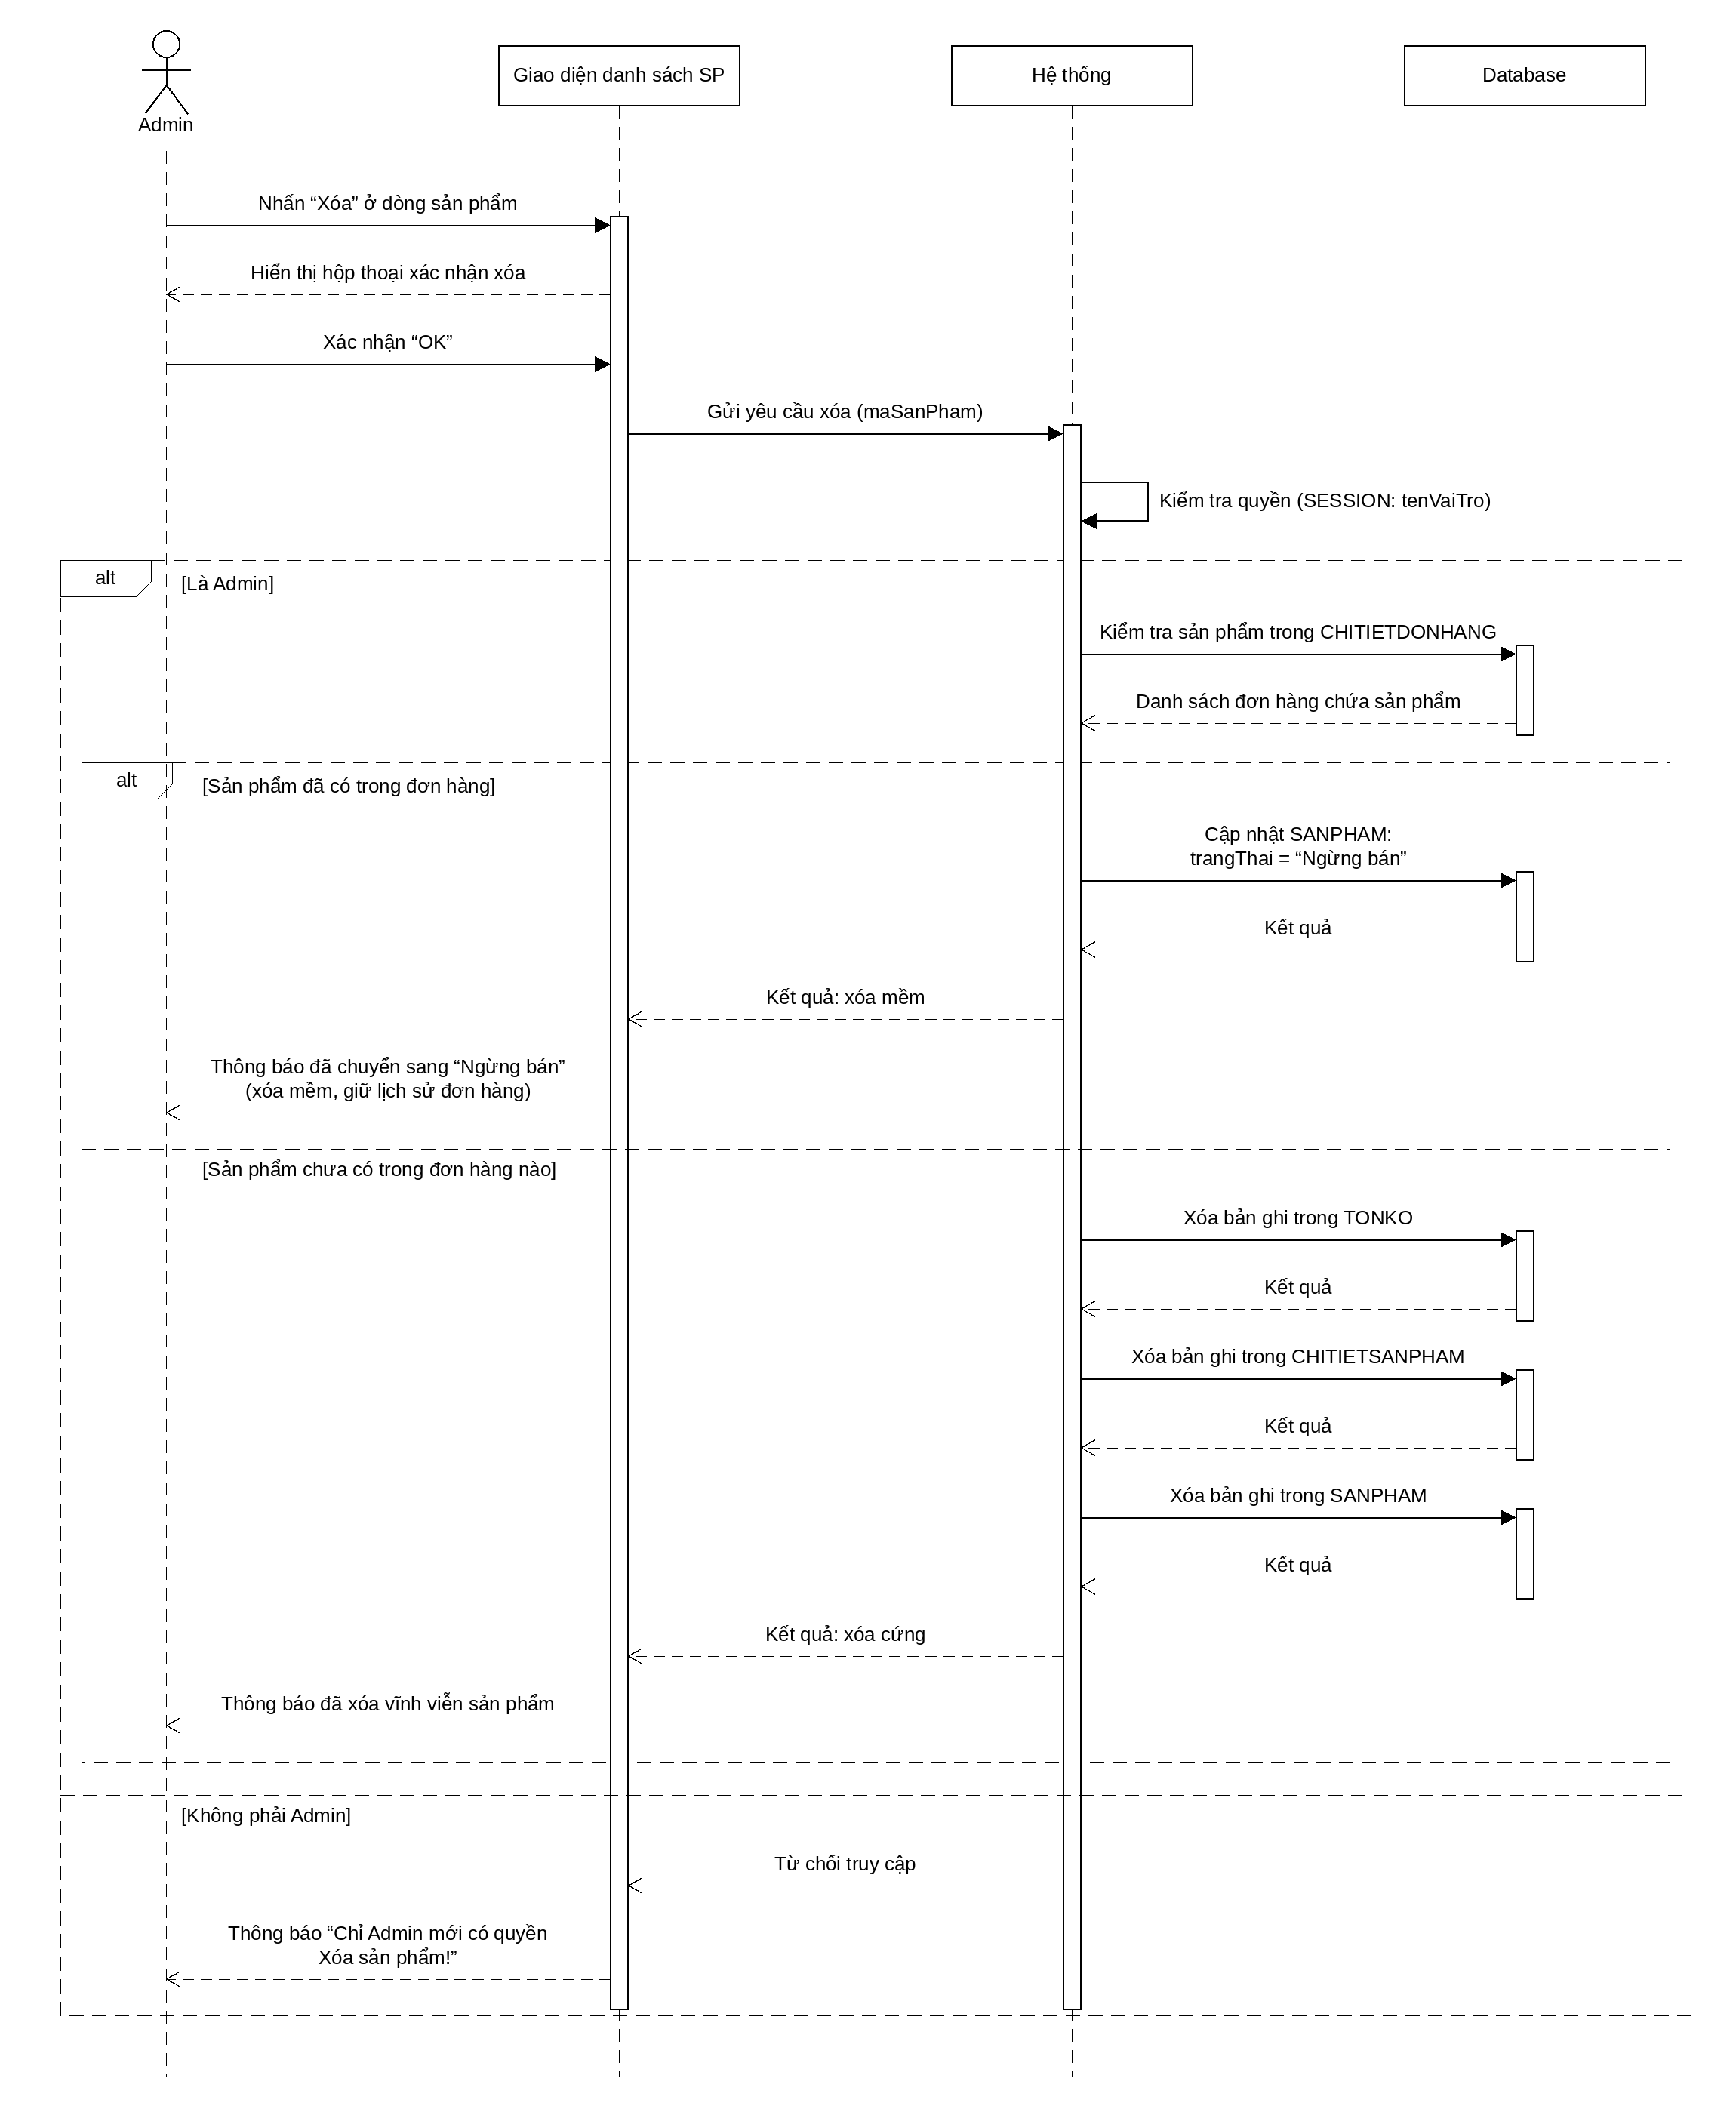 Admin
Giao diện danh sách SP
Hệ thống
Database
Nhấn “Xóa” ở dòng sản phẩm
Hiển thị hộp thoại xác nhận xóa
Xác nhận “OK”
Gửi yêu cầu xóa (maSanPham)
Kiểm tra quyền (SESSION: tenVaiTro)
alt
[Là Admin]
Kiểm tra sản phẩm trong CHITIETDONHANG
Danh sách đơn hàng chứa sản phẩm
alt
[Sản phẩm đã có trong đơn hàng]
Cập nhật SANPHAM:
trangThai = “Ngừng bán”
Kết quả
Kết quả: xóa mềm
Thông báo đã chuyển sang “Ngừng bán”
(xóa mềm, giữ lịch sử đơn hàng)
[Sản phẩm chưa có trong đơn hàng nào]
Xóa bản ghi trong TONKO
Kết quả
Xóa bản ghi trong CHITIETSANPHAM
Kết quả
Xóa bản ghi trong SANPHAM
Kết quả
Kết quả: xóa cứng
Thông báo đã xóa vĩnh viễn sản phẩm
[Không phải Admin]
Từ chối truy cập
Thông báo “Chỉ Admin mới có quyền
Xóa sản phẩm!”